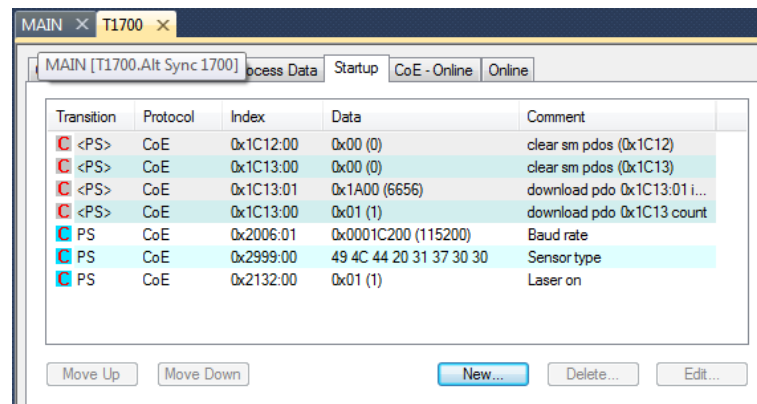 MAIN × T1700 ×
MAIN [T1700.Alt Sync 1700] ocess Data Startup CoE - Online Online
Transition Protocol Index Data Comment
C <PS> CoE 0x1C12:00 0x00 (0) clear sm pdos (0x1C12)
C <PS> CoE 0x1C13:00 0x00 (0) clear sm pdos (0x1C13)
C <PS> CoE 0x1C13:01 0x1A00 (6656) download pdo 0x1C13:01 i...
C <PS> CoE 0x1C13:00 0x01 (1) download pdo 0x1C13 count
C PS CoE 0x2006:01 0x0001C200 (115200) Baud rate
C PS CoE 0x2999:00 49 4C 44 20 31 37 30 30 Sensor type
C PS CoE 0x2132:00 0x01 (1) Laser on
Move Up Move Down New... Delete... Edit...